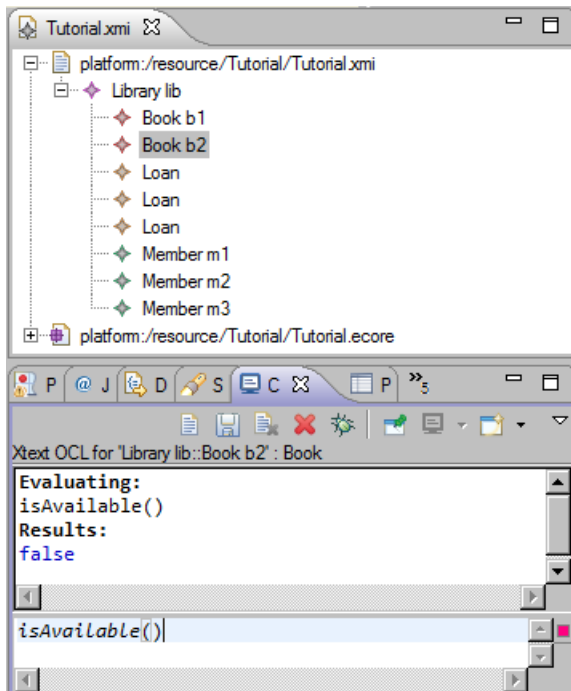 Tutorial.xmi
platform:/resource/Tutorial/Tutorial.xmi
Library lib
Book b1
Book b2
Loan
Loan
Loan
Member m1
Member m2
Member m3
platform:/resource/Tutorial/Tutorial.ecore
P @ J D S C P »5
Xtext OCL for 'Library lib::Book b2' : Book
Evaluating:
isAvailable()
Results:
false
isAvailable()